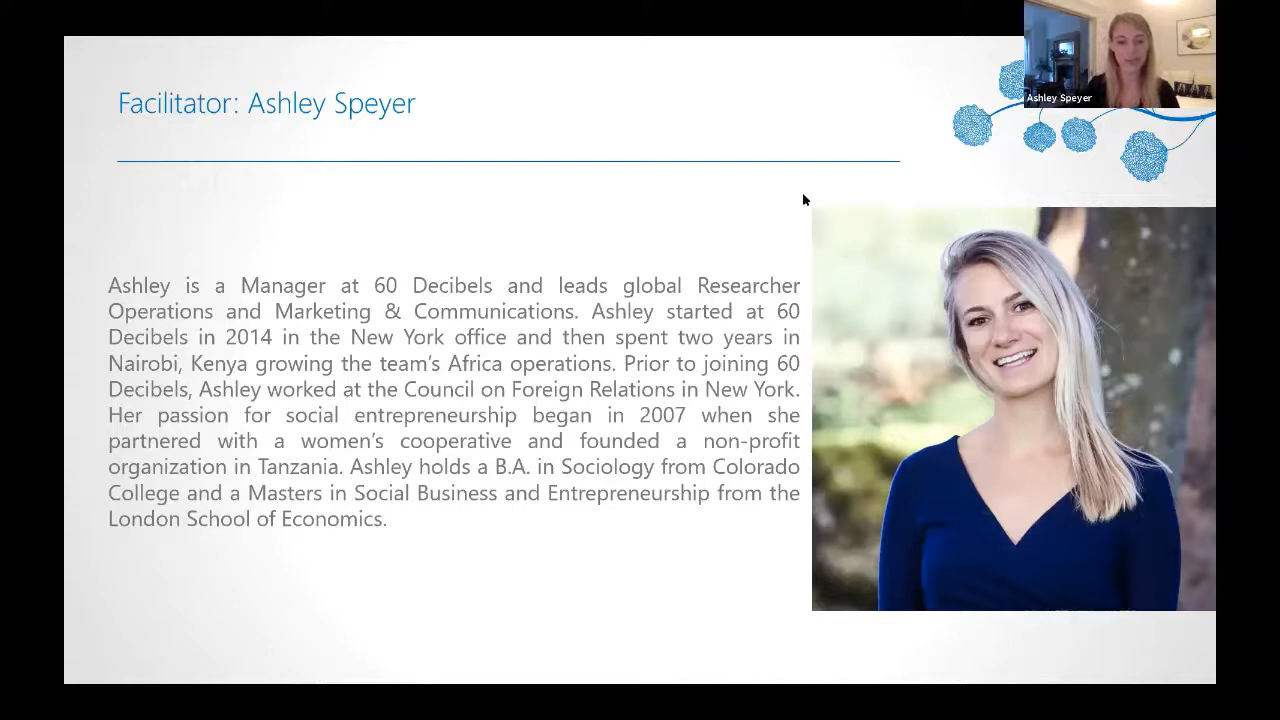 Facilitator: Ashley Speyer
Ashley Speyer
Ashley is a Manager at 60 Decibels and leads global Researcher
Operations and Marketing & Communications. Ashley started at 60
Decibels in 2014 in the New York office and then spent two years in
Nairobi, Kenya growing the team's Africa operations. Prior to joining 60
Decibels, Ashley worked at the Council on Foreign Relations in New York.
Her passion for social entrepreneurship began in 2007 when she
partnered with a women's cooperative and founded a non-profit
organization in Tanzania. Ashley holds a B.A. in Sociology from Colorado
College and a Masters in Social Business and Entrepreneurship from the
London School of Economics.